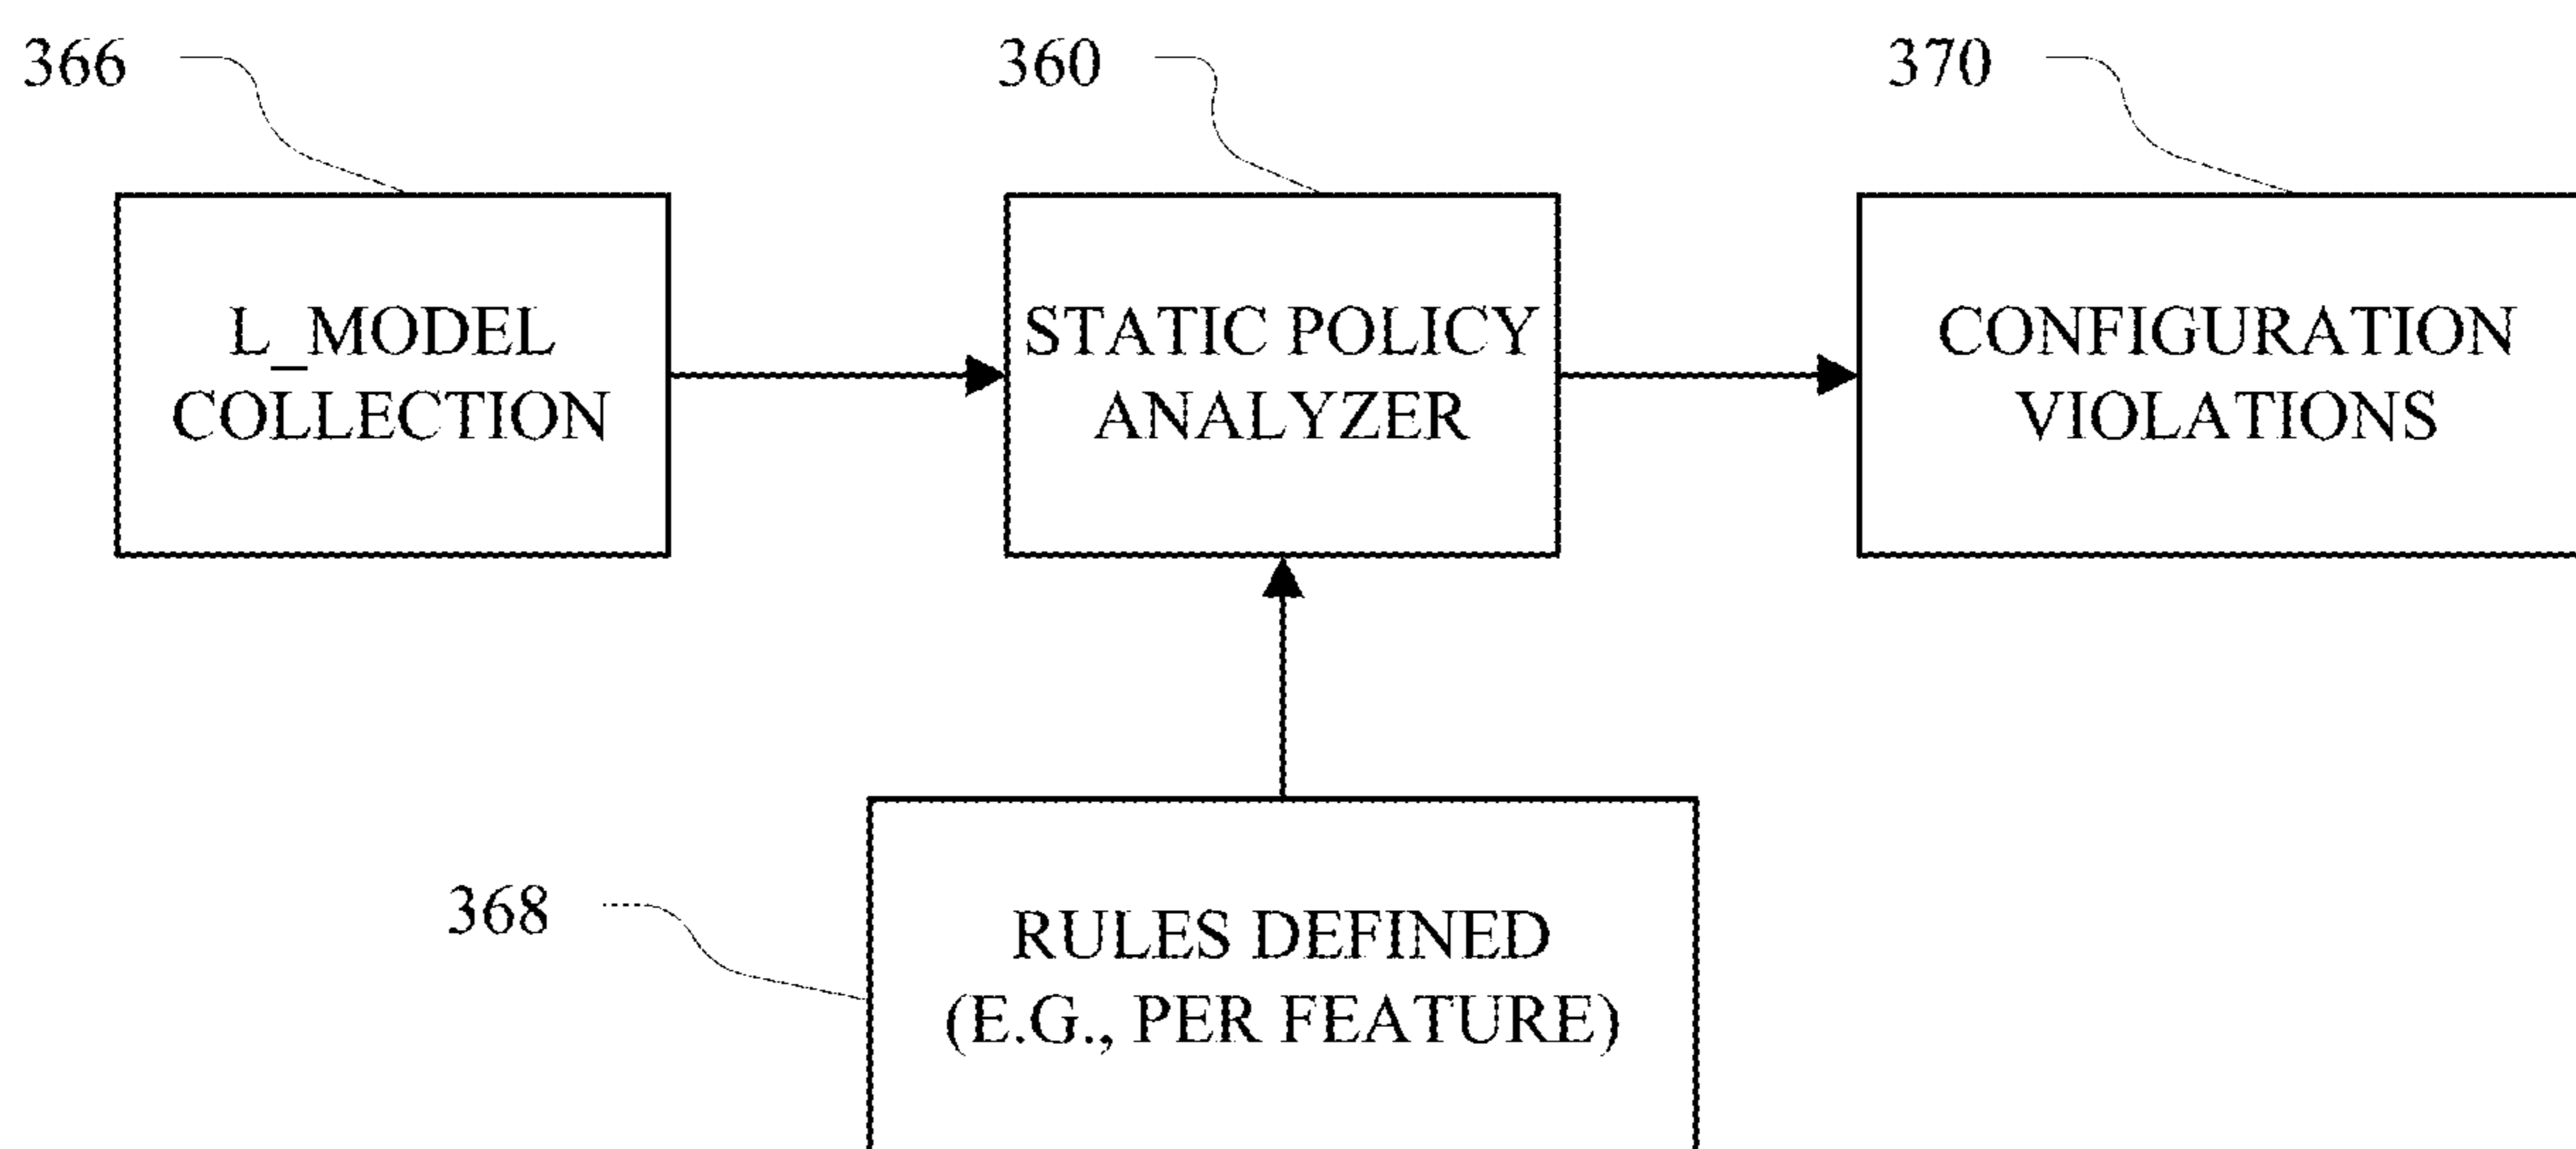 366
360
370
L_MODEL
COLLECTION
STATIC POLICY
ANALYZER
CONFIGURATION
VIOLATIONS
368
RULES DEFINED
(E.G., PER FEATURE)